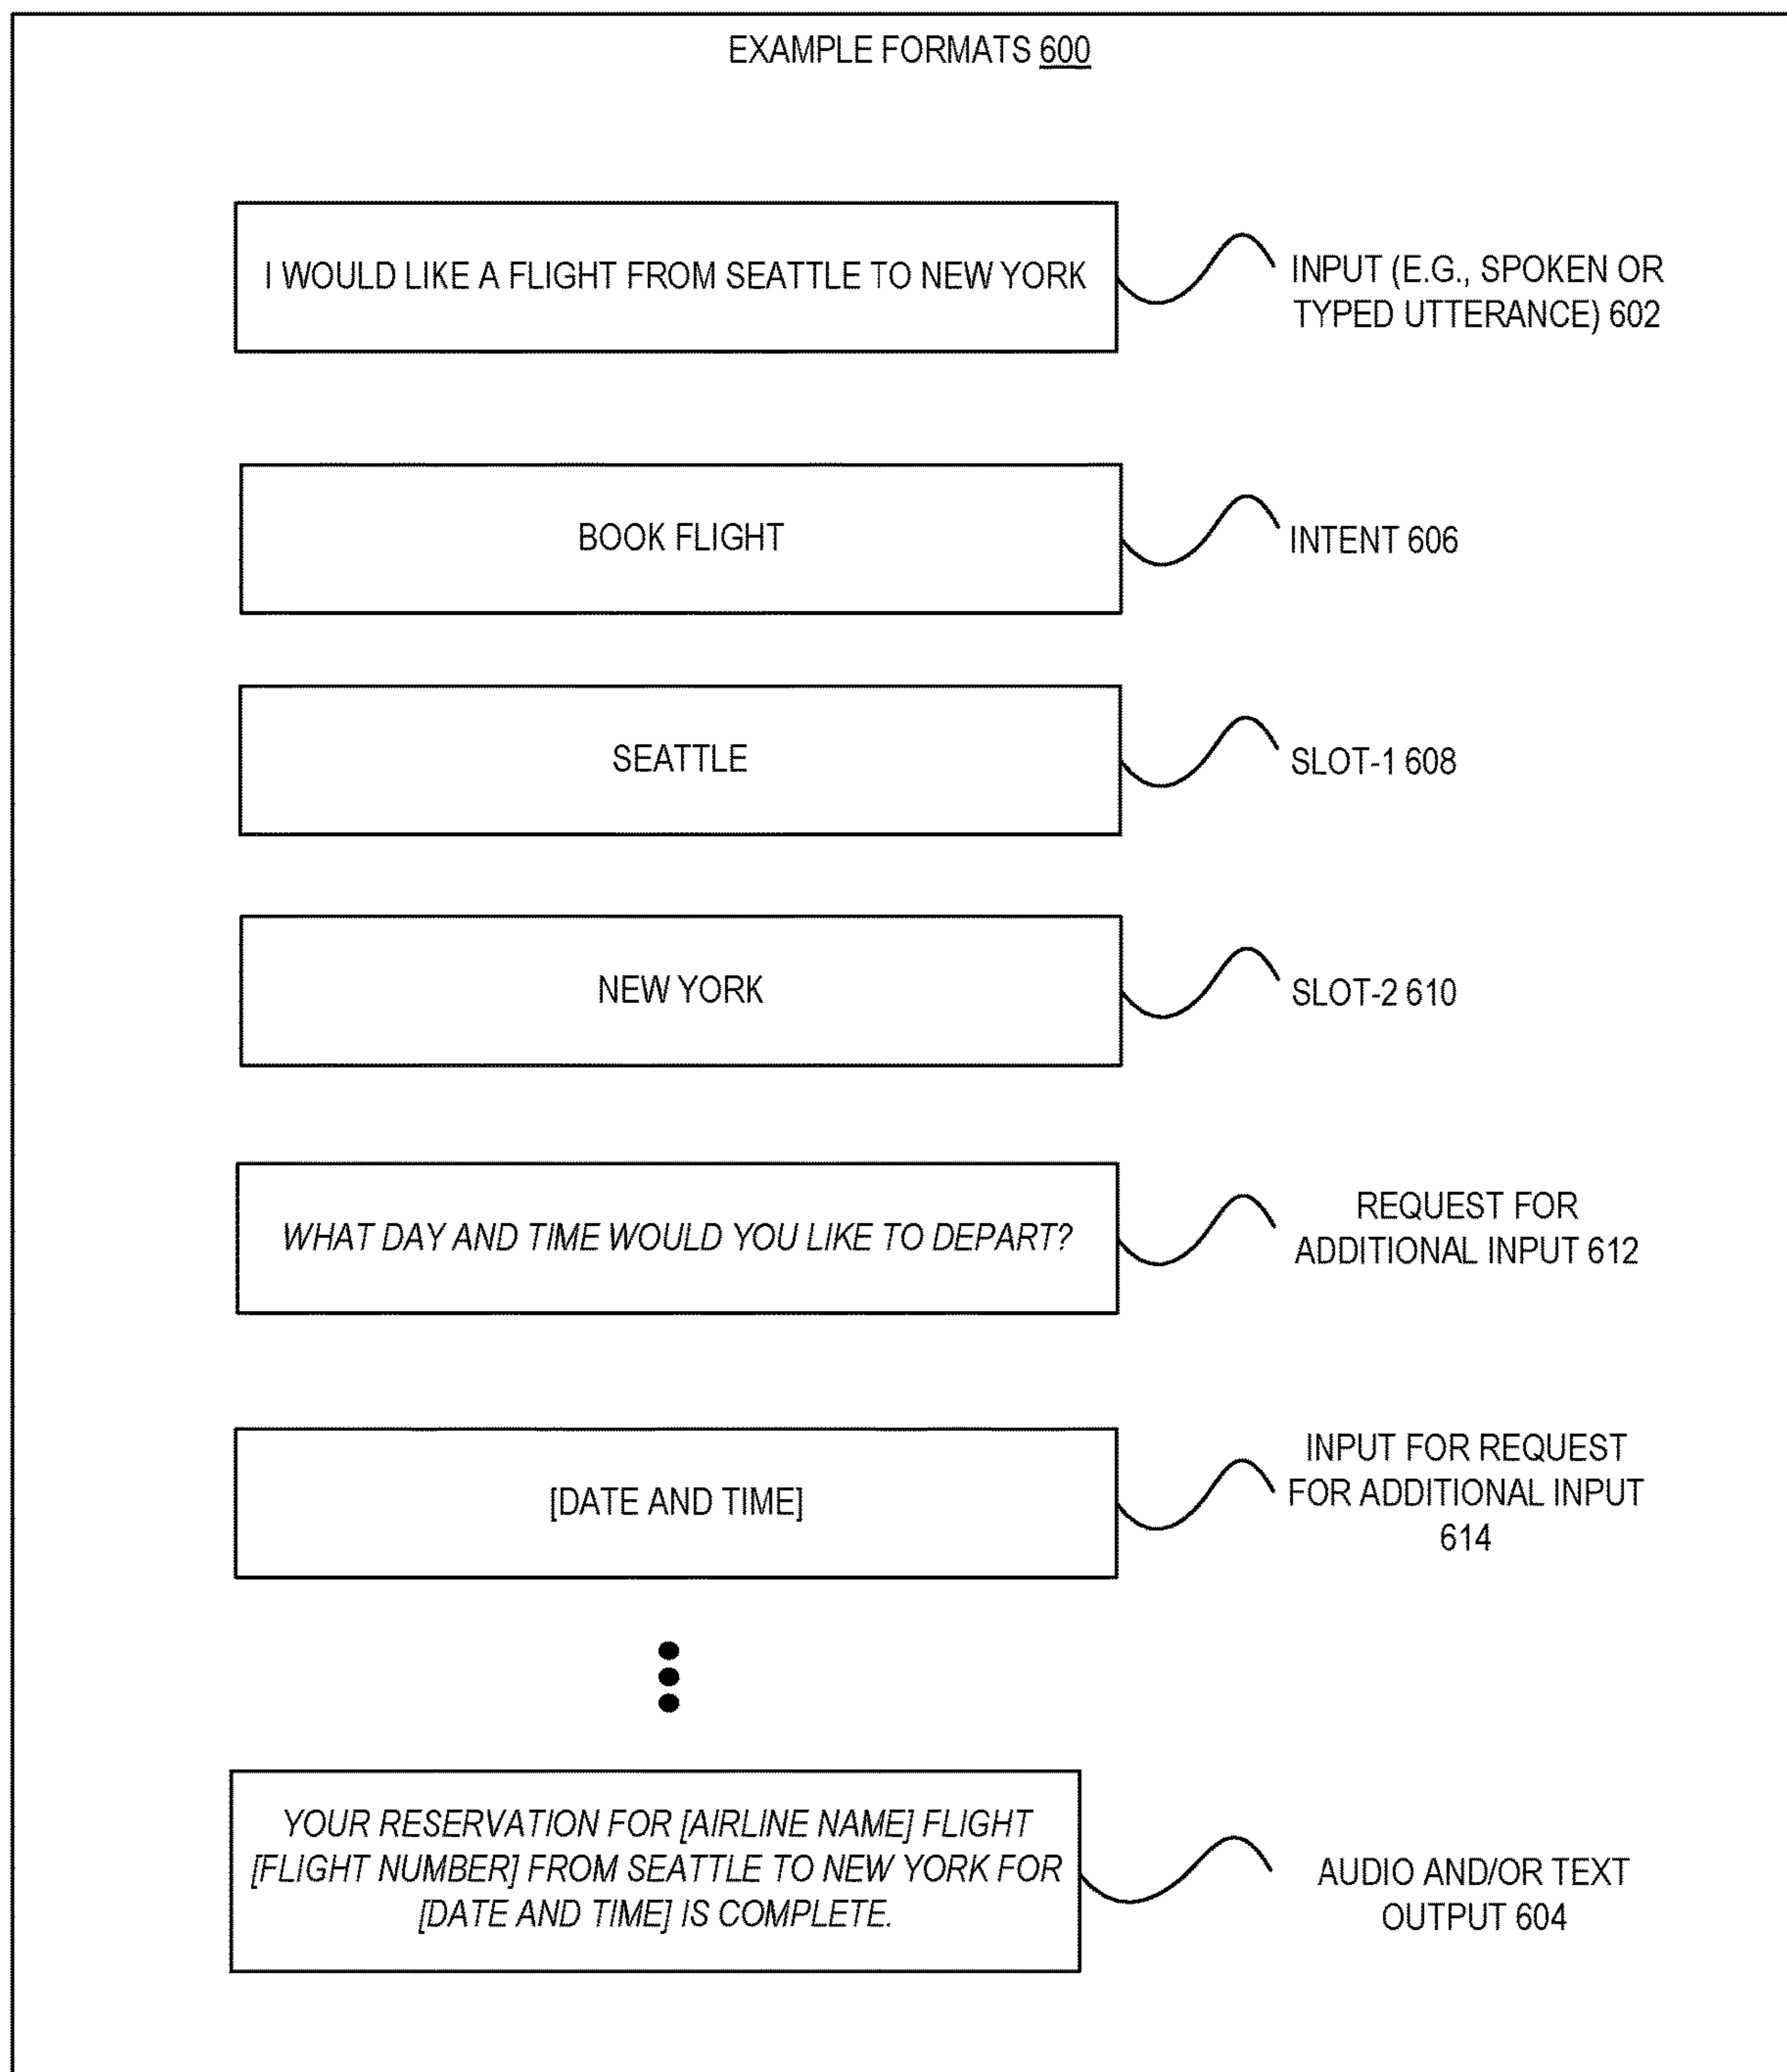 EXAMPLE FORMATS 600
I WOULD LIKE A FLIGHT FROM SEATTLE TO NEW YORK
INPUT (E.G., SPOKEN OR
TYPED UTTERANCE) 602
BOOK FLIGHT
INTENT 606
SEATTLE
SLOT-1 608
NEW YORK
SLOT-2 610
WHAT DAY AND TIME WOULD YOU LIKE TO DEPART?
REQUEST FOR
ADDITIONAL INPUT 612
[DATE AND TIME]
INPUT FOR REQUEST
FOR ADDITIONAL INPUT
614
YOUR RESERVATION FOR [AIRLINE NAME] FLIGHT
[FLIGHT NUMBER] FROM SEATTLE TO NEW YORK FOR
[DATE AND TIME] IS COMPLETE.
AUDIO AND/OR TEXT
OUTPUT 604